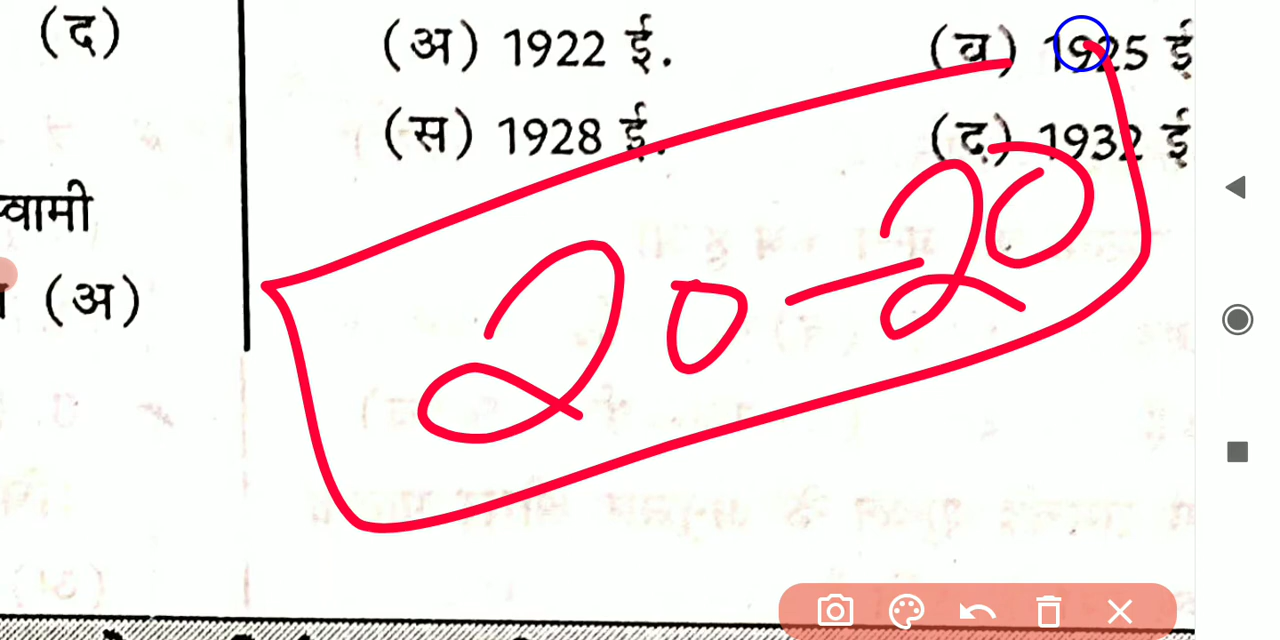 (द)
(अ) 1922 ई.
(ब) 1925 ई
(स) 1928 ई.
(द) 1932 ई
स्वामी
(अ)
20-20